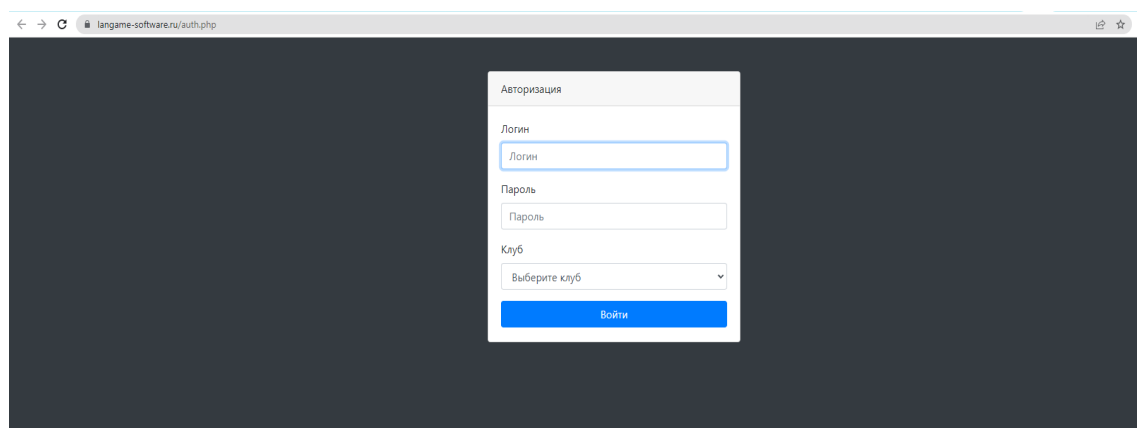 langame-software.ru/auth.php
Авторизация
Логин
Логин
Пароль
Пароль
Клуб
Выберите клуб
Войти